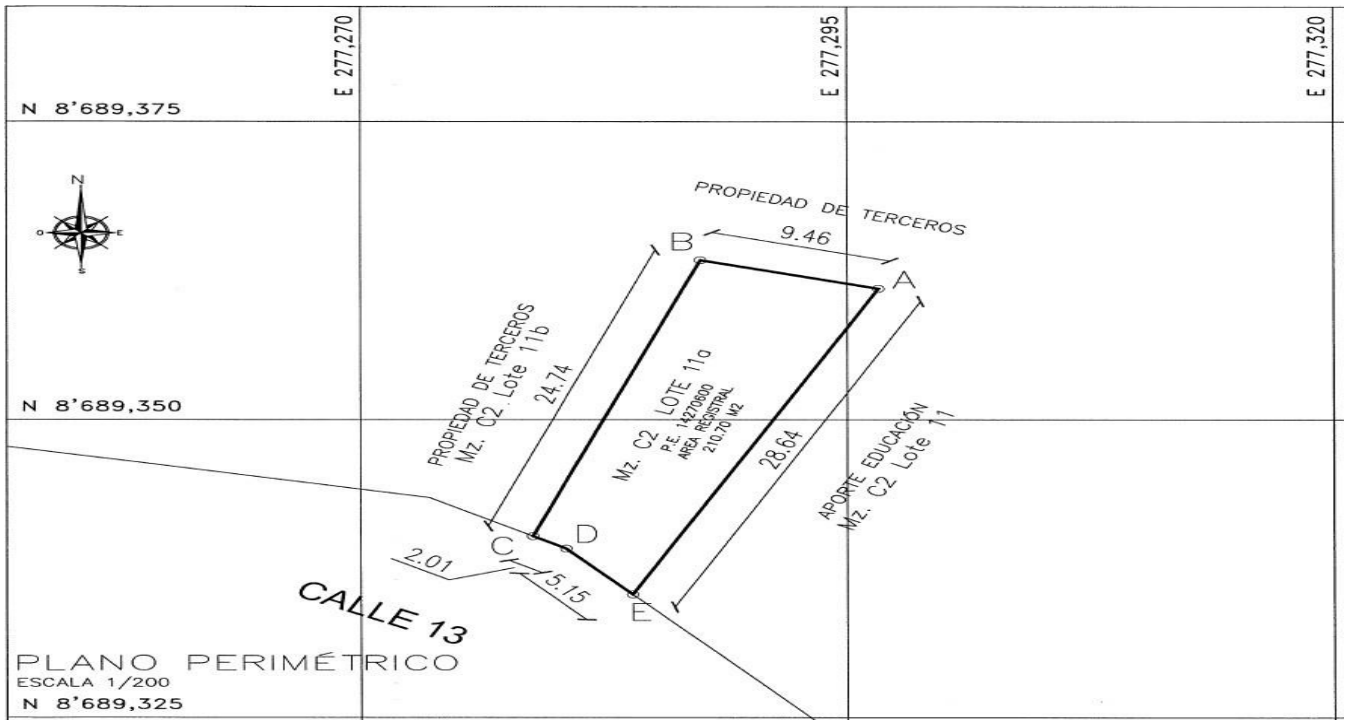 E 277,270
E 277,295
E 277,320
N 8'689,375
N
O
E
S
PROPIEDAD DE TERCEROS
9.46
B
A
PROPIEDAD DE TERCEROS
Mz. C2 Lote 11b
24.74
Mz. C2 LOTE 11a
P.E. 14270600
AREA REGISTRAL
210.70 M2
28.64
APORTE EDUCACIÓN
Mz. C2 Lote 11
N 8'689,350
C
D
E
2.01
5.15
CALLE 13
PLANO PERIMÉTRICO
ESCALA 1/200
N 8'689,325